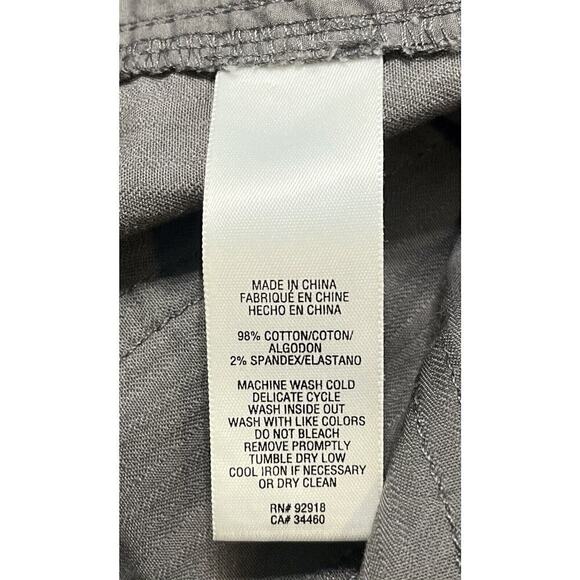 MADE IN CHINA
FABRIQUÉ EN CHINE
HECHO EN CHINA
98% COTTON/COTON/
ALGODON
2% SPANDEX/ELASTANO
MACHINE WASH COLD
DELICATE CYCLE
WASH INSIDE OUT
WASH WITH LIKE COLORS
DO NOT BLEACH
REMOVE PROMPTLY
TUMBLE DRY LOW
COOL IRON IF NECESSARY
OR DRY CLEAN
RN# 92918
CA# 34460